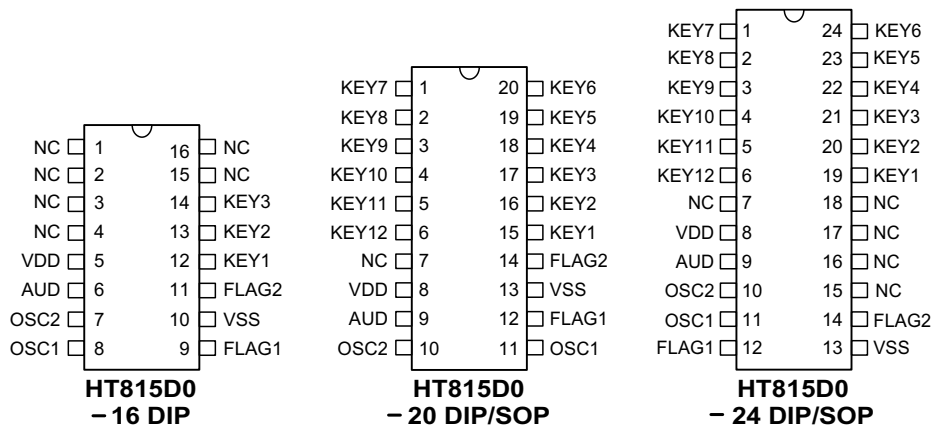 NC 1 16 NC
NC 2 15 NC
NC 3 14 KEY3
NC 4 13 KEY2
VDD 5 12 KEY1
AUD 6 11 FLAG2
OSC2 7 10 VSS
OSC1 8 9 FLAG1
HT815D0
– 16 DIP
KEY7 1 20 KEY6
KEY8 2 19 KEY5
KEY9 3 18 KEY4
KEY10 4 17 KEY3
KEY11 5 16 KEY2
KEY12 6 15 KEY1
NC 7 14 FLAG2
VDD 8 13 VSS
AUD 9 12 FLAG1
OSC2 10 11 OSC1
HT815D0
– 20 DIP/SOP
KEY7 1 24 KEY6
KEY8 2 23 KEY5
KEY9 3 22 KEY4
KEY10 4 21 KEY3
KEY11 5 20 KEY2
KEY12 6 19 KEY1
NC 7 18 NC
VDD 8 17 NC
AUD 9 16 NC
OSC2 10 15 NC
OSC1 11 14 FLAG2
FLAG1 12 13 VSS
HT815D0
– 24 DIP/SOP